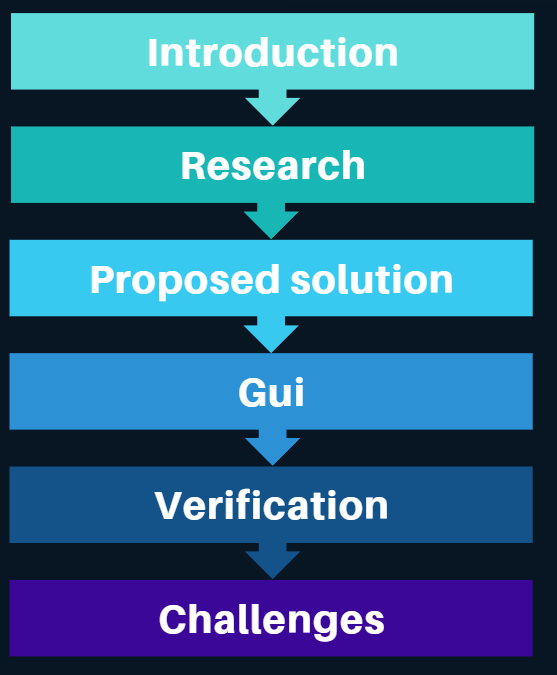 Introduction
Research
Proposed solution
Gui
Verification
Challenges